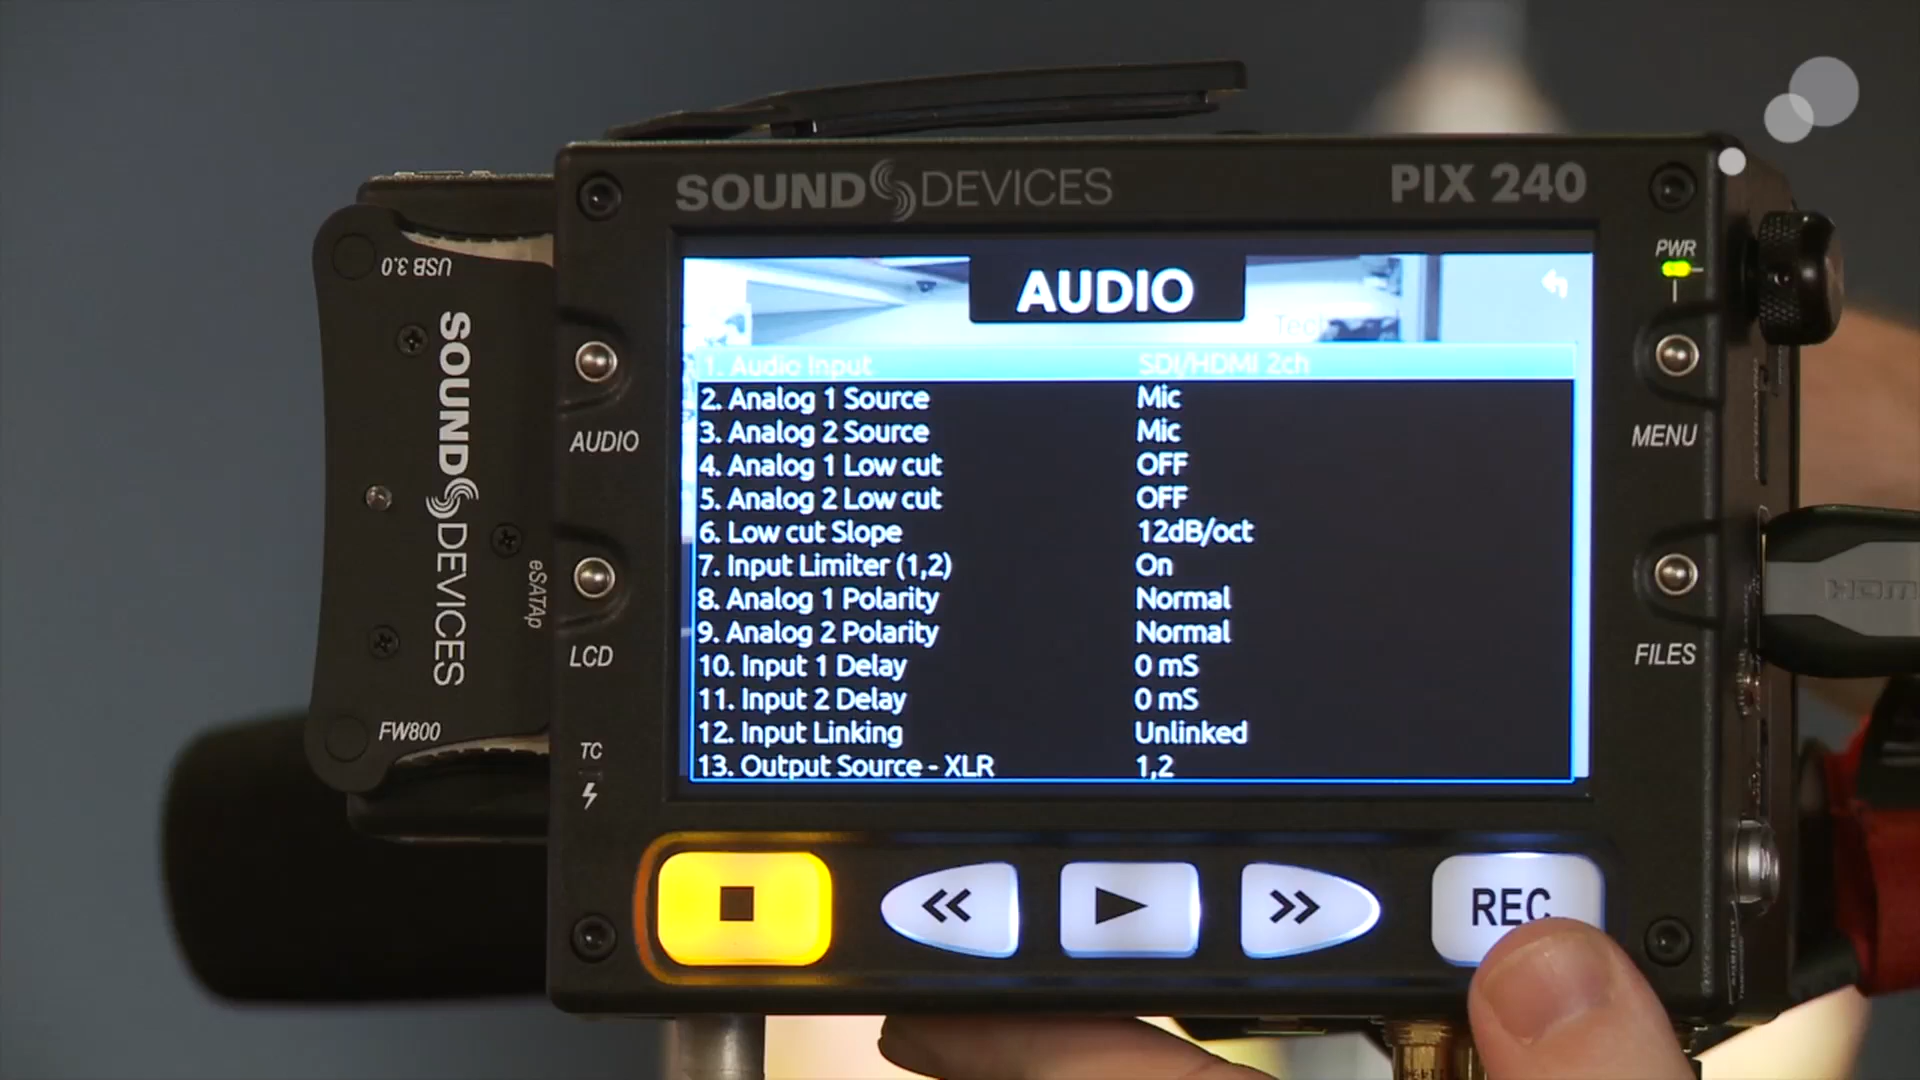 SOUND DEVICES
PIX 240
PWR
USB 3.0
SOUND DEVICES
eSATAp
FW800
AUDIO
LCD
TC
MENU
FILES
HDMI
AUDIO
1. Audio Input SDI/HDMI 2ch
2. Analog 1 Source Mic
3. Analog 2 Source Mic
4. Analog 1 Low cut OFF
5. Analog 2 Low cut OFF
6. Low cut Slope 12dB/oct
7. Input Limiter (1,2) On
8. Analog 1 Polarity Normal
9. Analog 2 Polarity Normal
10. Input 1 Delay 0 mS
11. Input 2 Delay 0 mS
12. Input Linking Unlinked
13. Output Source - XLR 1,2
REC